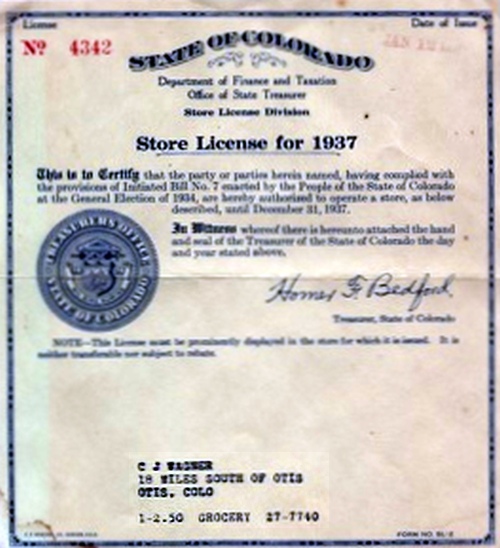 License
Date of Issue
Nº 4342
JAN 12
STATE OF COLORADO
Department of Finance and Taxation
Office of State Treasurer
Store License Division
Store License for 1937
This is to Certify that the party or parties herein named, having complied with
the provisions of Initiated Bill No. 7 enacted by the People of the State of Colorado
at the General Election of 1934, are hereby authorized to operate a store, as below
described, until December 31, 1937.
In Witness whereof there is hereunto attached the hand
and seal of the Treasurer of the State of Colorado the day
and year stated above.
TREASURER'S OFFICE
STATE OF COLORADO
Homer F. Bedford
Treasurer, State of Colorado
NOTE—This License must be prominently displayed in the store for which it is issued. It is
neither transferable nor subject to rebate.
C J WAGNER
18 MILES SOUTH OF OTIS
OTIS, COLO
1-2.50 GROCERY 27-7740
FORM NO. SL-2